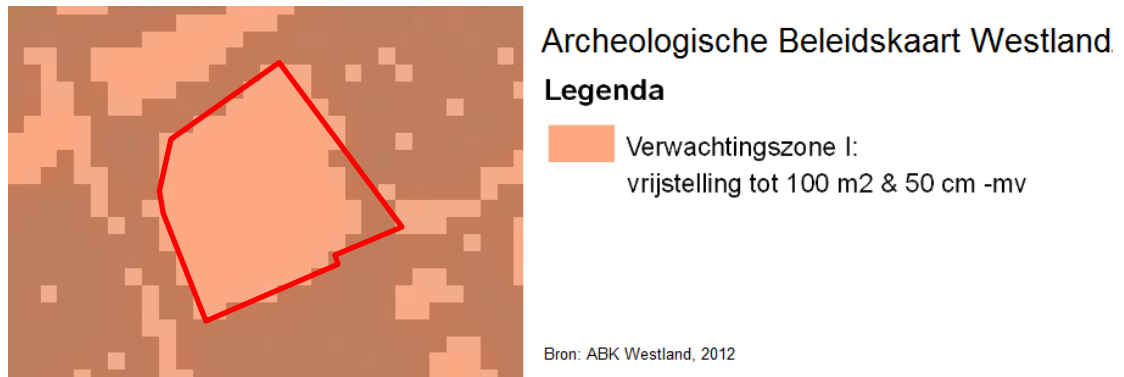 Archeologische Beleidskaart Westland.
Legenda
Verwachtingszone I:
vrijstelling tot 100 m2 & 50 cm -mv
Bron: ABK Westland, 2012